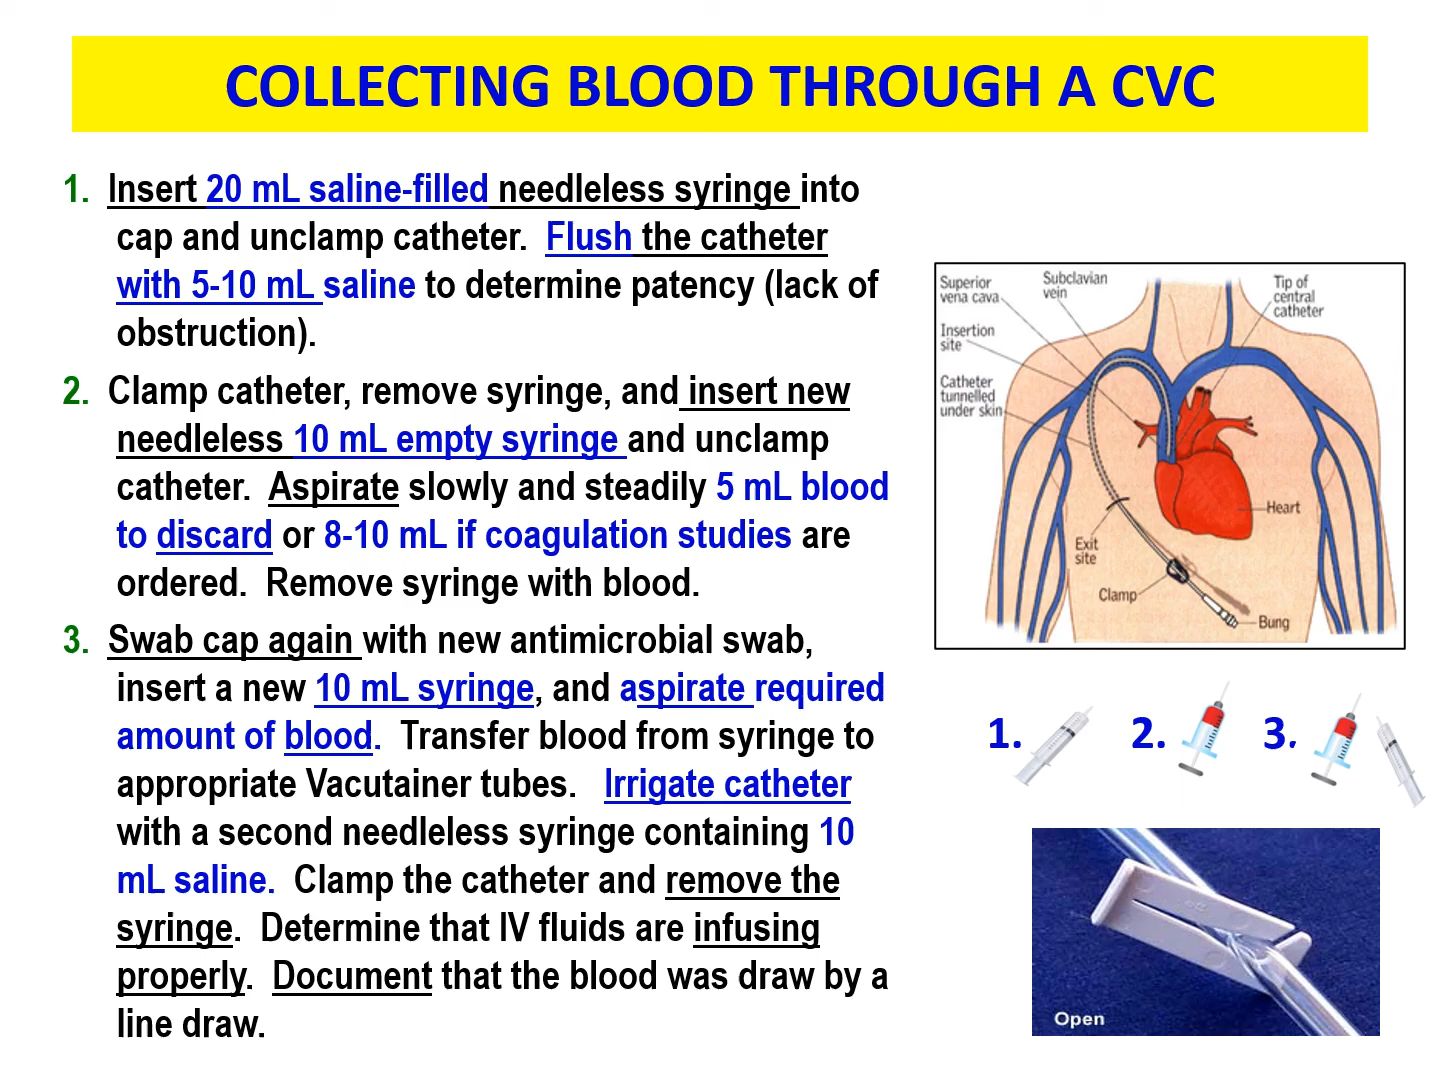 COLLECTING BLOOD THROUGH A CVC
1. Insert 20 mL saline-filled needleless syringe into
cap and unclamp catheter. Flush the catheter
with 5-10 mL saline to determine patency (lack of
obstruction).
2. Clamp catheter, remove syringe, and insert new
needleless 10 mL empty syringe and unclamp
catheter. Aspirate slowly and steadily 5 mL blood
to discard or 8-10 mL if coagulation studies are
ordered. Remove syringe with blood.
3. Swab cap again with new antimicrobial swab,
insert a new 10 mL syringe, and aspirate required
amount of blood. Transfer blood from syringe to
appropriate Vacutainer tubes. Irrigate catheter
with a second needleless syringe containing 10
mL saline. Clamp the catheter and remove the
syringe. Determine that IV fluids are infusing
properly. Document that the blood was draw by a
line draw.
Superior
vena cava
Subclavian
vein
Tip of
central
catheter
Insertion
site
Catheter
tunnelled
under skin
Heart
Exit
site
Clamp
Bung
1. 2. 3.
Open